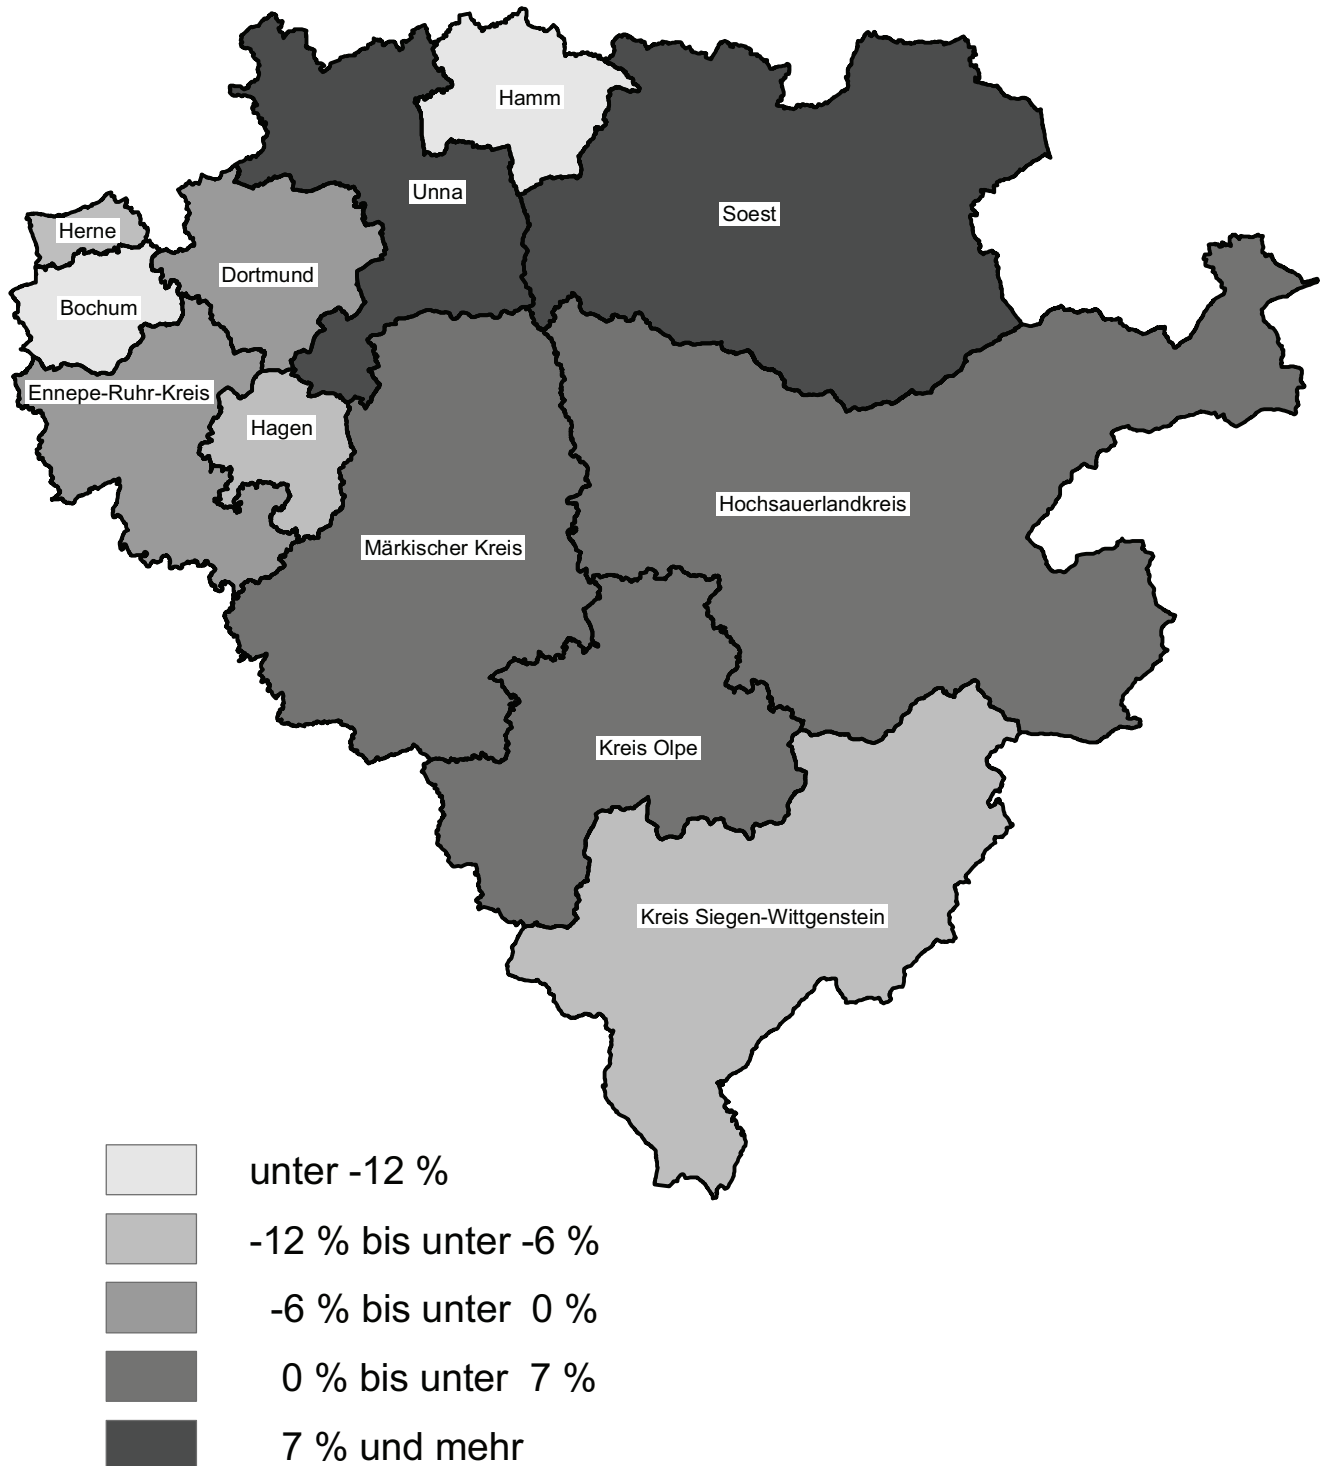 Hamm
Unna
Soest
Herne
Dortmund
Bochum
Ennepe-Ruhr-Kreis
Hagen
Hochsauerlandkreis
Märkischer Kreis
Kreis Olpe
Kreis Siegen-Wittgenstein
unter -12 %
-12 % bis unter -6 %
-6 % bis unter 0 %
0 % bis unter 7 %
7 % und mehr